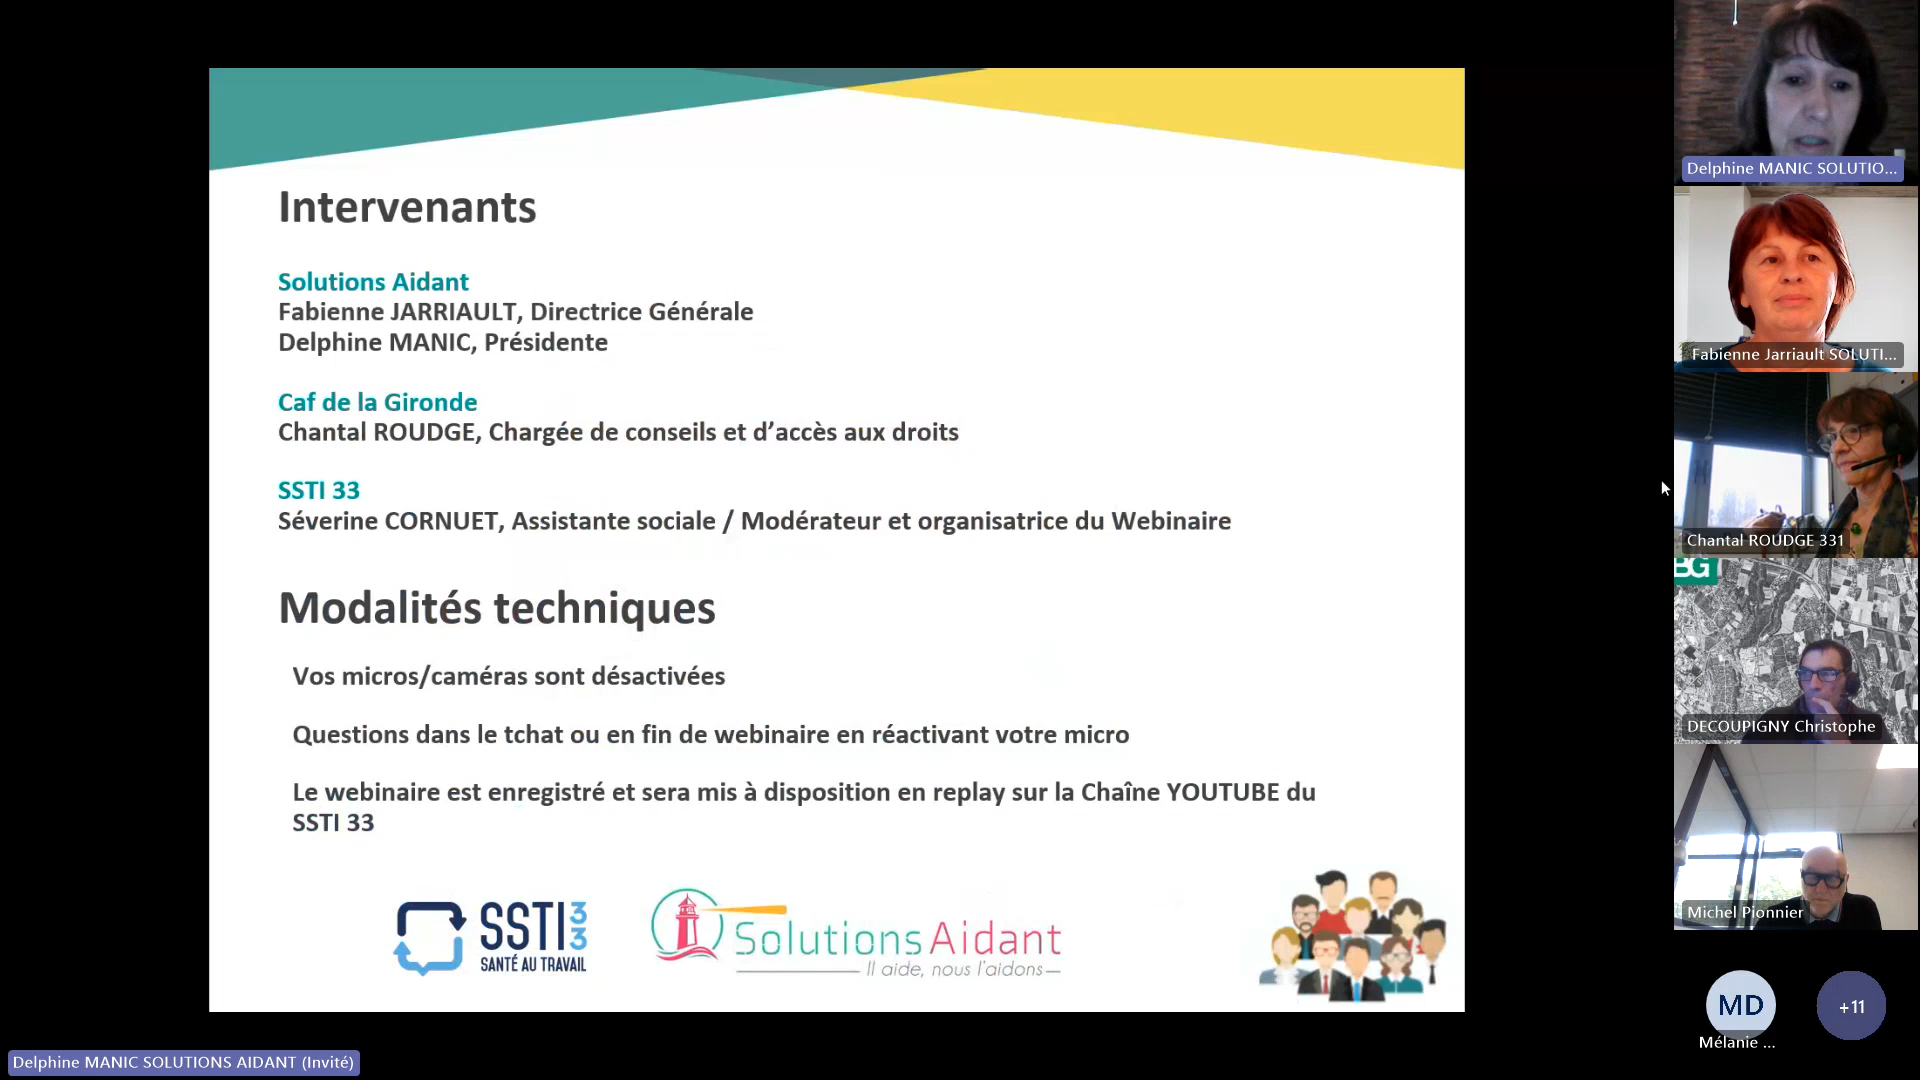 Intervenants
Solutions Aidant
Fabienne JARRIAULT, Directrice Générale
Delphine MANIC, Présidente
Caf de la Gironde
Chantal ROUDGE, Chargée de conseils et d’accès aux droits
SSTI 33
Séverine CORNUET, Assistante sociale / Modérateur et organisatrice du Webinaire
Modalités techniques
Vos micros/caméras sont désactivées
Questions dans le tchat ou en fin de webinaire en réactivant votre micro
Le webinaire est enregistré et sera mis à disposition en replay sur la Chaîne YOUTUBE du
SSTI 33
SSTI 33
SANTÉ AU TRAVAIL
Solutions Aidant
Il aide, nous l'aidons
Delphine MANIC SOLUTIO...
Fabienne Jarriault SOLUTI...
Chantal ROUDGE 331
BG
DECOUPIGNY Christophe
Michel Pionnier
MD
+11
Mélanie ...
Delphine MANIC SOLUTIONS AIDANT (Invité)